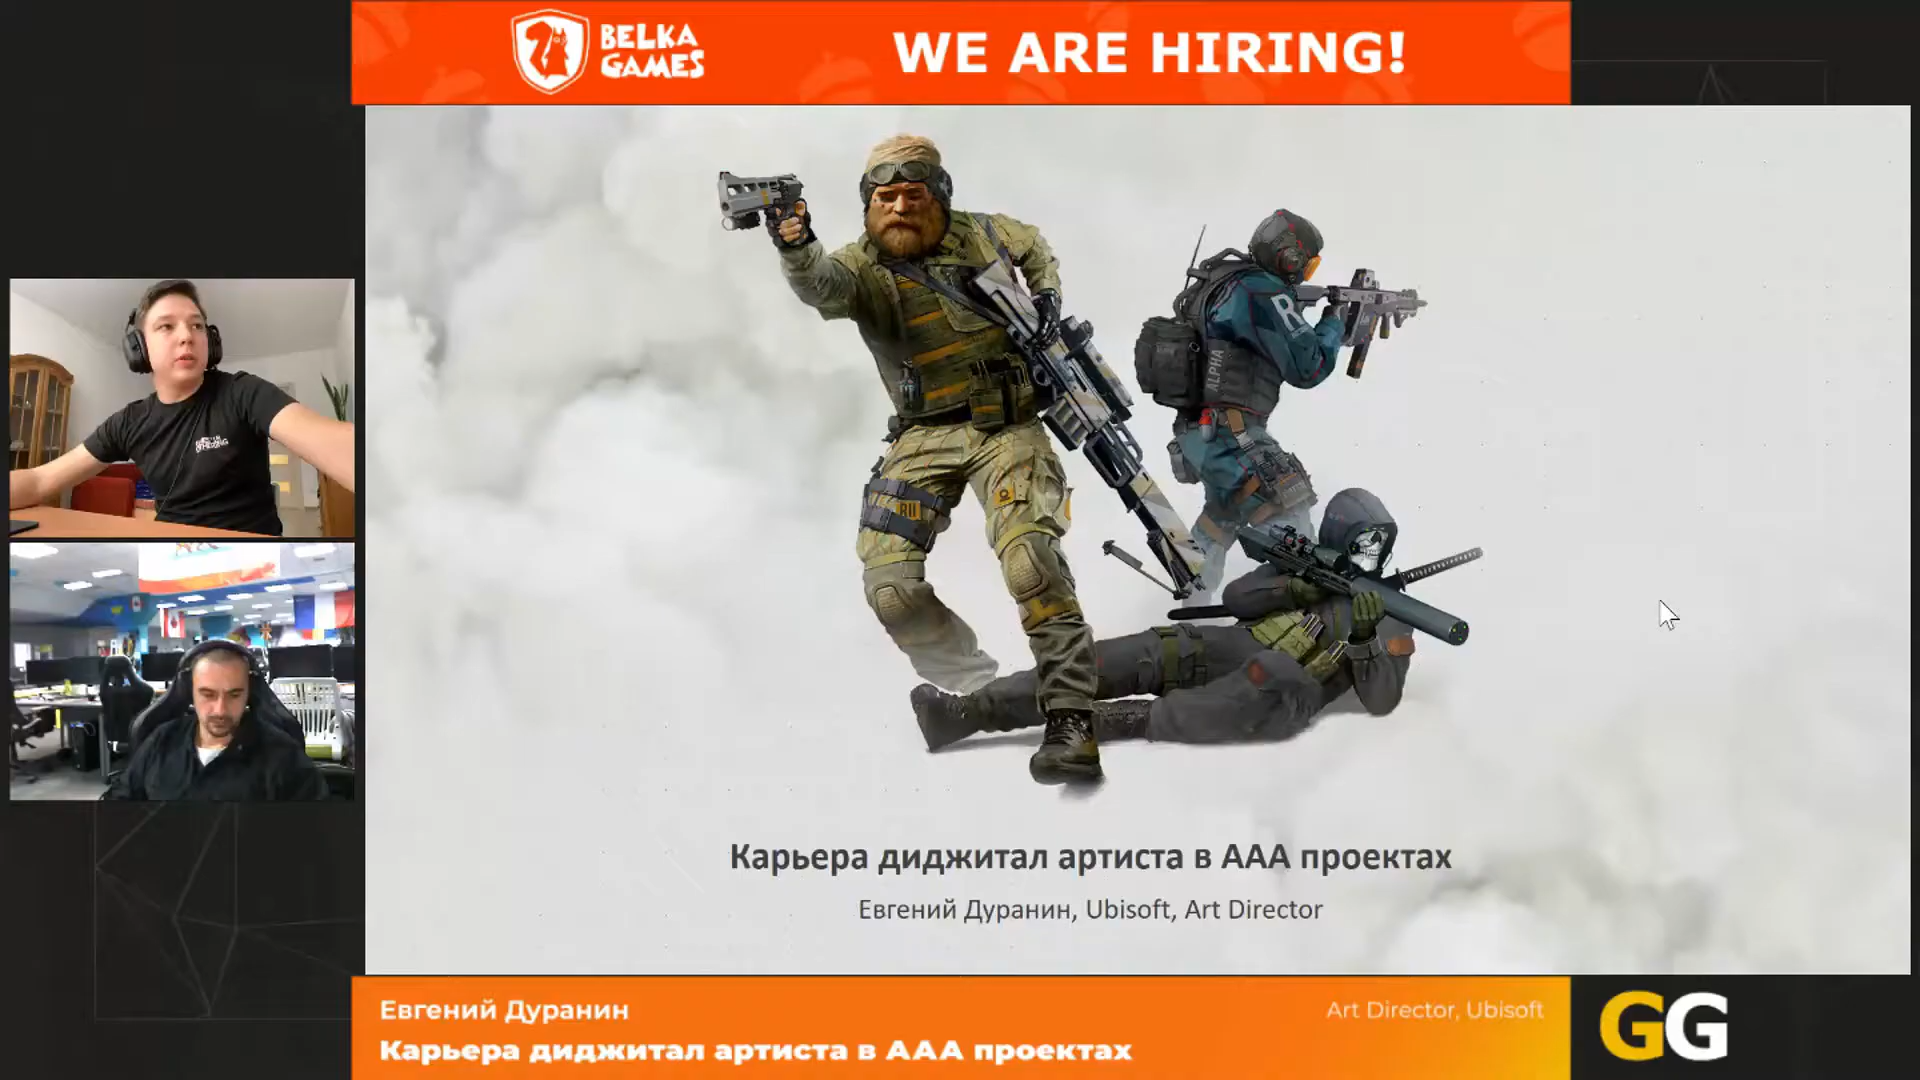 BELKA
GAMES
WE ARE HIRING!
R
ALPHA
RU
Карьера диджитал артиста в ААА проектах
Евгений Дуранин, Ubisoft, Art Director
Евгений Дуранин
Art Director, Ubisoft
Карьера диджитал артиста в ААА проектах
GG